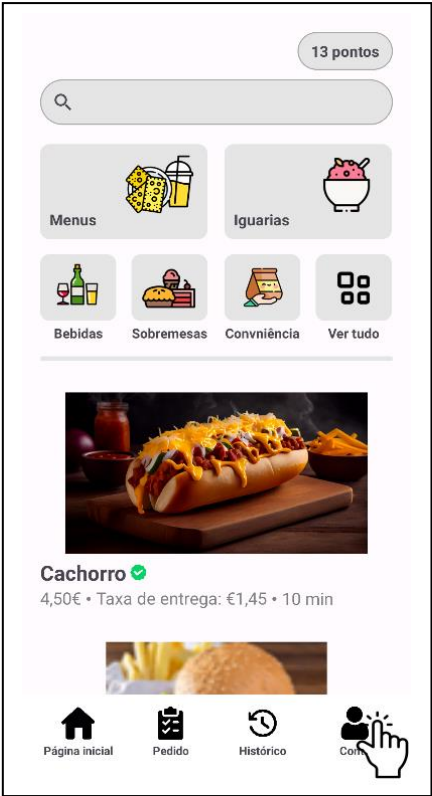 13 pontos
Menus
Iguarias
Bebidas
Sobremesas
Convniência
Ver tudo
Cachorro
4,50€ • Taxa de entrega: €1,45 • 10 min
Página inicial
Pedido
Histórico